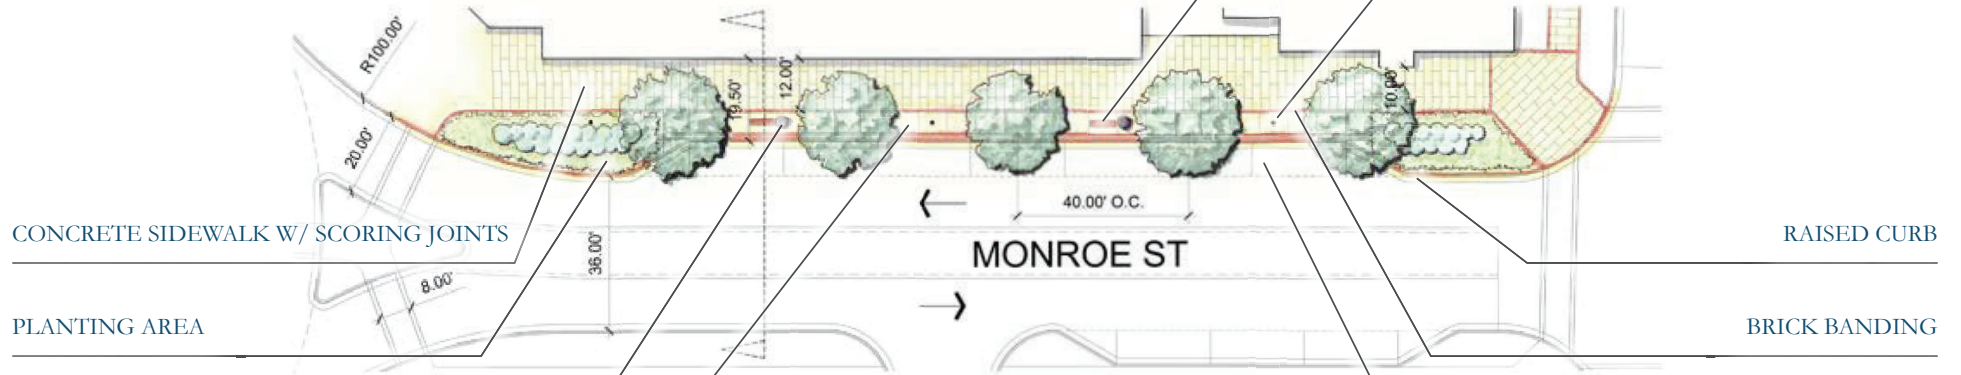 R100.00'
12.00'
19.50'
10.00'
20.00'
40.00' O.C.
CONCRETE SIDEWALK W/ SCORING JOINTS
36.00'
MONROE ST
RAISED CURB
8.00'
PLANTING AREA
BRICK BANDING